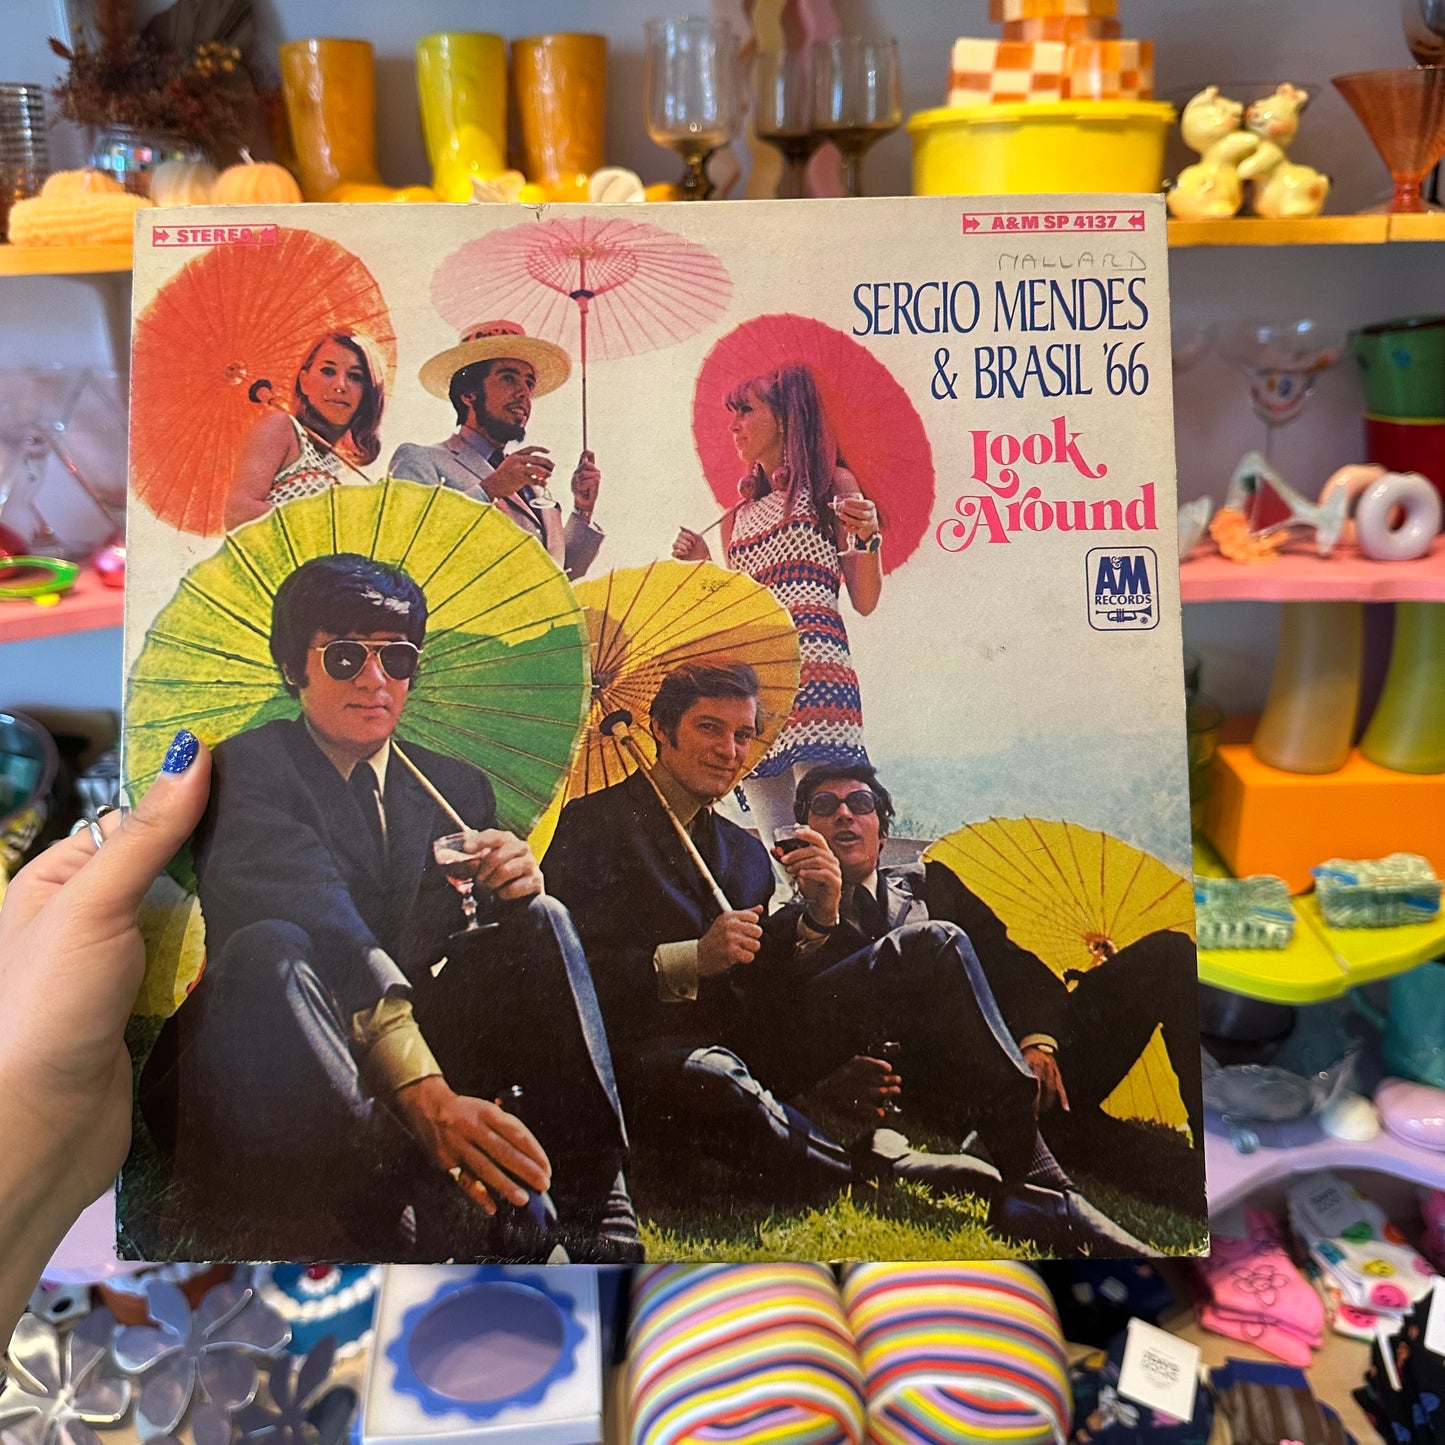 STEREO
A&M SP 4137
MALLARD
SERGIO MENDES
& BRASIL '66
Look
Around
A&M
RECORDS
®